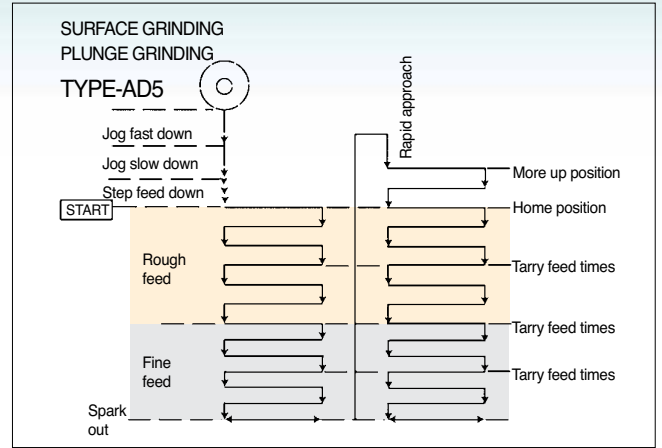 SURFACE GRINDING
PLUNGE GRINDING
TYPE-AD5
Jog fast down
Jog slow down
Step feed down
START
Rough
feed
Fine
feed
Spark
out
Rapid approach
More up position
Home position
Tarry feed times
Tarry feed times
Tarry feed times